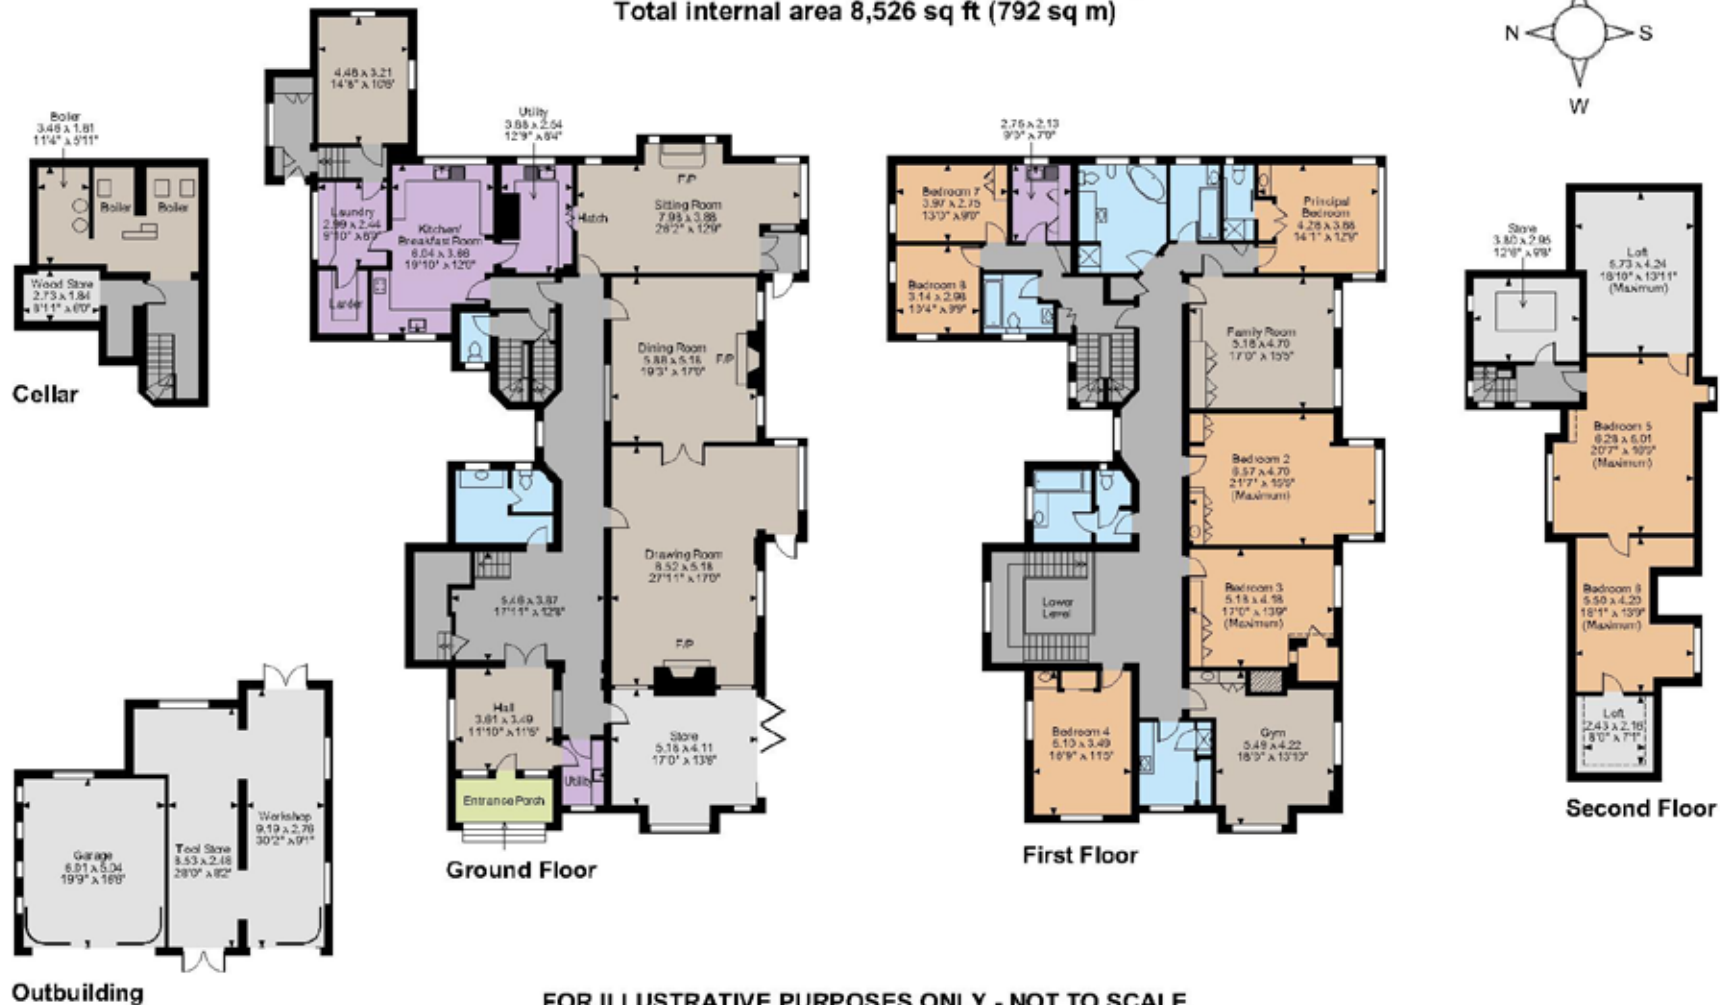 Total internal area 8,526 sq ft (792 sq m)
N S
W
Boiler
3.46 x 1.81
11'4" x 5'11"
Boiler
Boiler
Wood Store
2.73 x 1.84
8'11" x 6'0"
Cellar
4.48 x 3.21
14'8" x 10'6"
Utility
3.88 x 2.54
12'9" x 8'4"
Laundry
2.99 x 2.44
9'10" x 8'0"
Larder
Kitchen/
Breakfast Room
6.04 x 3.66
19'10" x 12'0"
Hatch
F/P
Sitting Room
7.98 x 3.88
26'2" x 12'9"
Dining Room
5.88 x 5.18
19'3" x 17'0"
F/P
Drawing Room
8.52 x 5.18
27'11" x 17'0"
F/P
5.46 x 3.87
17'11" x 12'8"
Hall
3.61 x 3.49
11'10" x 11'5"
Utility
Entrance Porch
Store
5.18 x 4.11
17'0" x 13'6"
Ground Floor
Garage
6.01 x 5.04
19'9" x 16'6"
Tool Store
8.53 x 2.48
28'0" x 8'2"
Workshop
9.19 x 2.76
30'2" x 9'1"
Outbuilding
2.75 x 2.13
9'0" x 7'0"
Bedroom 7
3.97 x 2.75
13'0" x 9'0"
3.14 x 2.98
Principal
Bedroom
4.28 x 3.88
14'1" x 12'9"
Family Room
5.18 x 4.70
17'0" x 15'5"
Bedroom 2
6.57 x 4.70
(Maximum)
Bedroom 3
5.18 x 4.18
17'0" x 13'9"
(Maximum)
Lower
Level
Bedroom 4
5.10 x 3.49
16'9" x 11'5"
Gym
5.49 x 4.22
18'0" x 13'10"
First Floor
Store
3.80 x 2.95
12'6" x 9'8"
Loft
5.73 x 4.24
18'10" x 13'11"
(Maximum)
Bedroom 5
6.28 x 5.01
(Maximum)
5.50 x 4.20
18'1" x 13'9"
(Maximum)
Loft
2.43 x 2.16
8'0" x 7'1"
Second Floor
FOR ILLUSTRATIVE PURPOSES ONLY - NOT TO SCALE